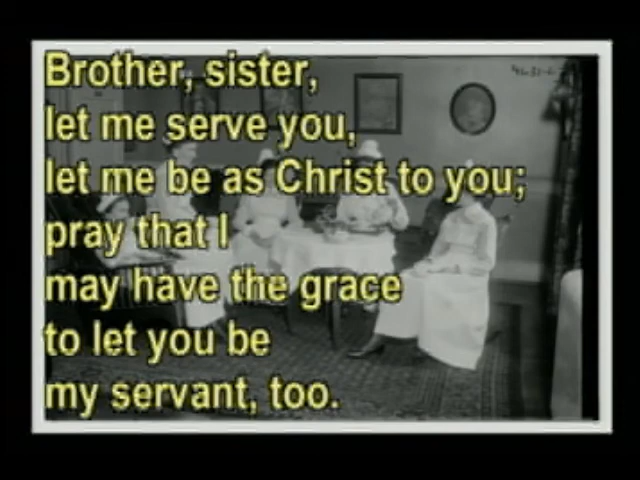 Brother, sister,
let me serve you,
let me be as Christ to you;
pray that I
may have the grace
to let you be
my servant, too.